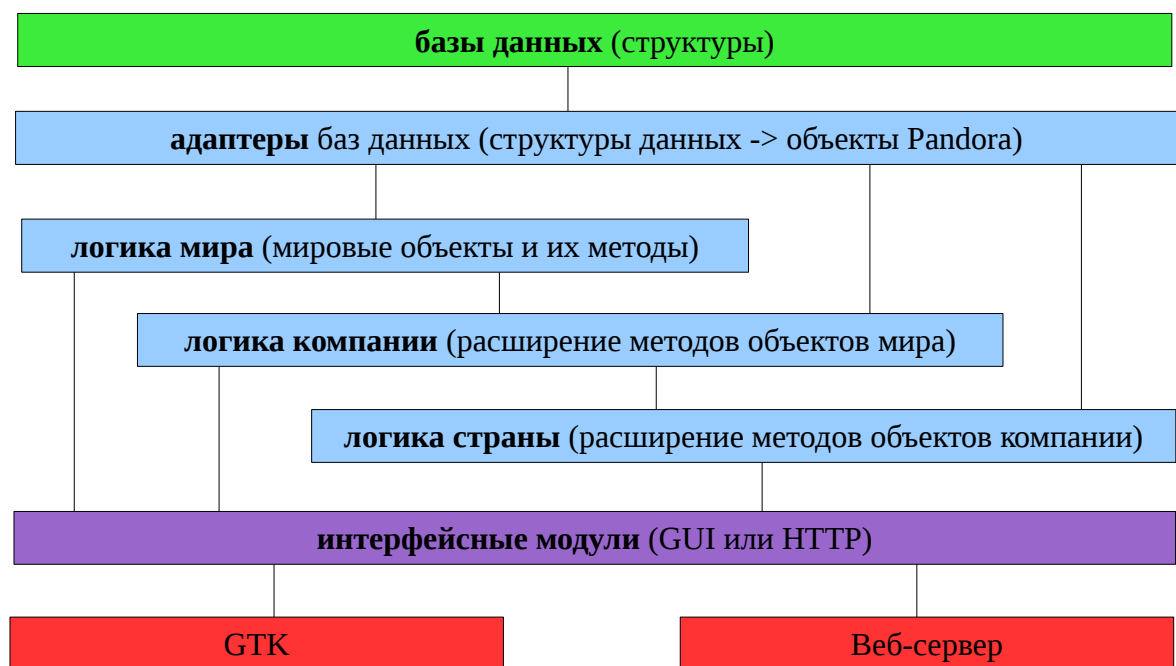 базы данных (структуры)
адаптеры баз данных (структуры данных -> объекты Pandora)
логика мира (мировые объекты и их методы)
логика компании (расширение методов объектов мира)
логика страны (расширение методов объектов компании)
интерфейсные модули (GUI или HTTP)
GTK
Веб-сервер